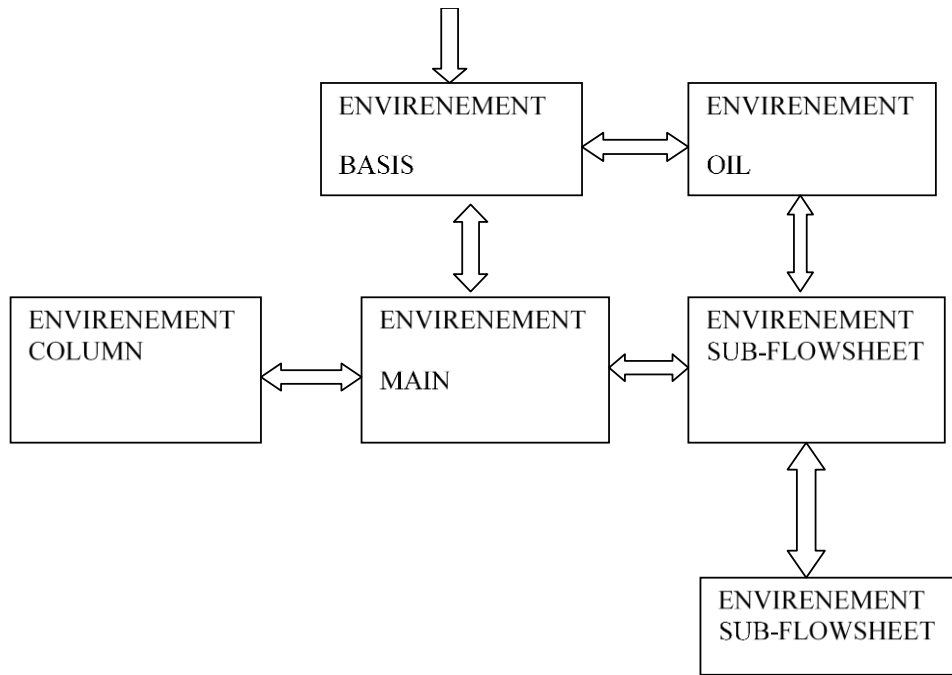 ENVIRENEMENT
BASIS
ENVIRENEMENT
OIL
ENVIRENEMENT
COLUMN
ENVIRENEMENT
MAIN
ENVIRENEMENT
SUB-FLOWSHEET
ENVIRENEMENT
SUB-FLOWSHEET